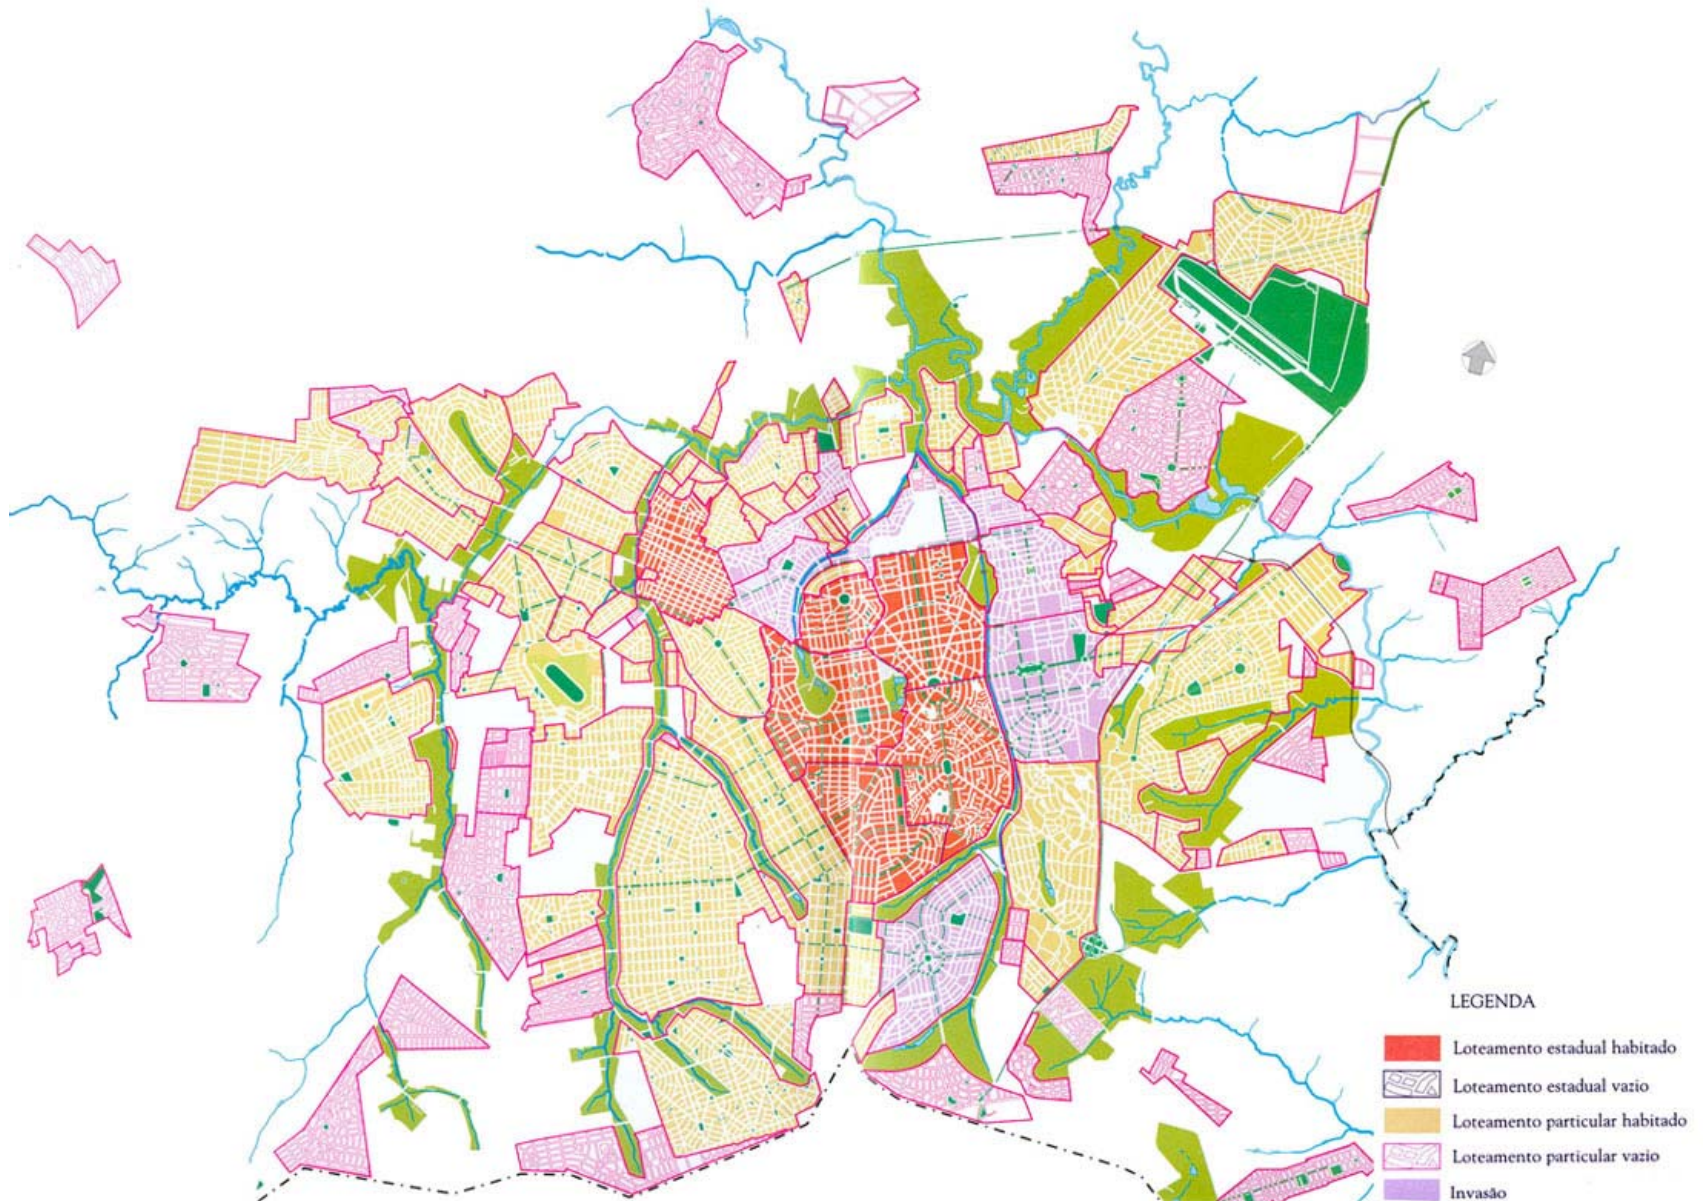 LEGENDA
Loteamento estadual habitado
Loteamento estadual vazio
Loteamento particular habitado
Loteamento particular vazio
Invasão